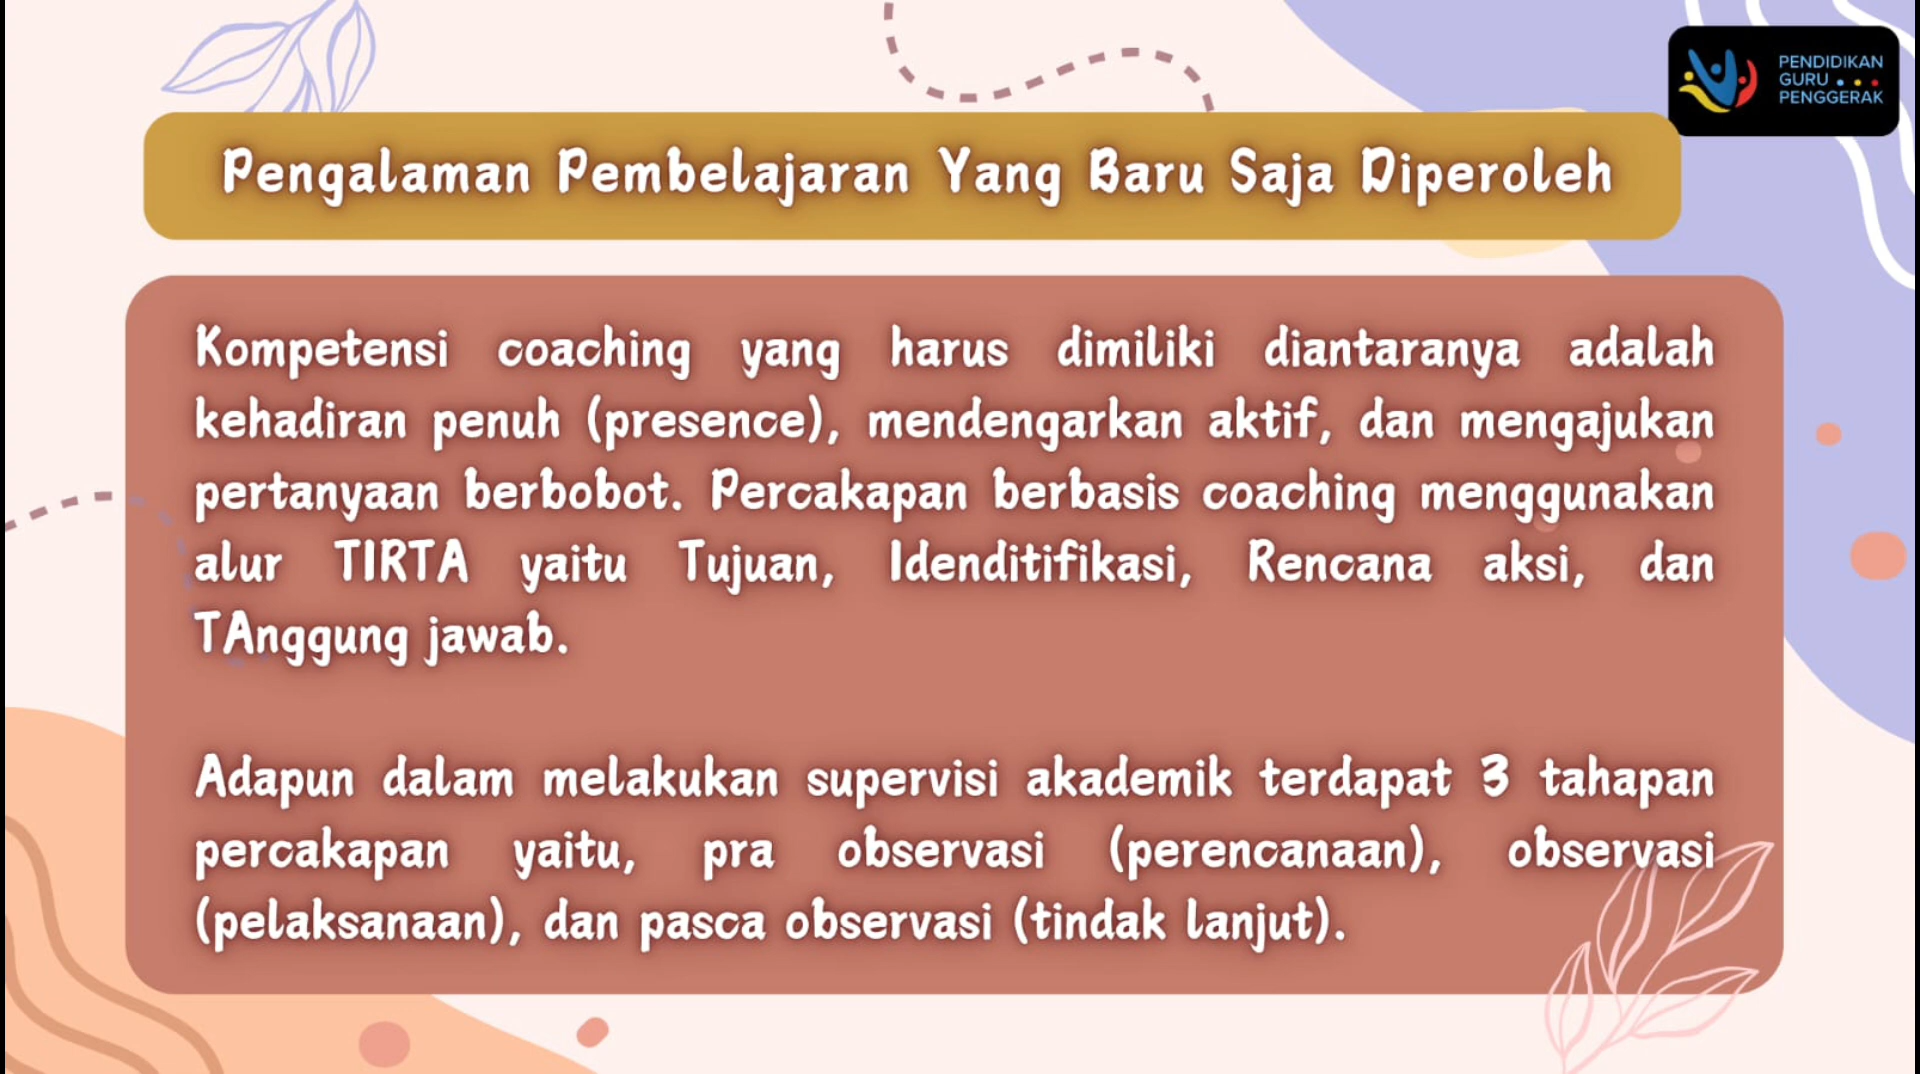 PENDIDIKAN
GURU
PENGGERAK
Pengalaman Pembelajaran Yang Baru Saja Diperoleh
Kompetensi coaching yang harus dimiliki diantaranya adalah
kehadiran penuh (presence), mendengarkan aktif, dan mengajukan
pertanyaan berbobot. Percakapan berbasis coaching menggunakan
alur TIRTA yaitu Tujuan, Idenditifikasi, Rencana aksi, dan
TAnggung jawab.
Adapun dalam melakukan supervisi akademik terdapat 3 tahapan
percakapan yaitu, pra observasi (perencanaan), observasi
(pelaksanaan), dan pasca observasi (tindak lanjut).